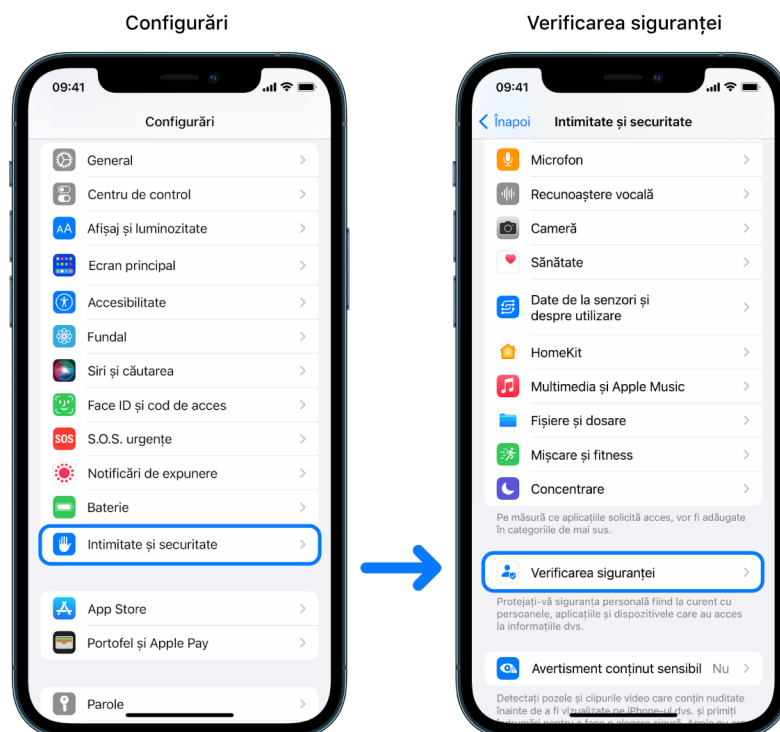 Configurări
09:41
Configurări
General
Centru de control
Afișaj și luminozitate
AA
Ecran principal
Accesibilitate
Fundal
Siri și căutarea
Face ID și cod de acces
SOS
S.O.S. urgențe
Notificări de expunere
Baterie
Intimitate și securitate
App Store
Portofel și Apple Pay
Parole
Verificarea siguranței
09:41
Înapoi
Intimitate și securitate
Microfon
Recunoaștere vocală
Cameră
Sănătate
Date de la senzori și
despre utilizare
HomeKit
Multimedia și Apple Music
Fișiere și dosare
Mișcare și fitness
Concentrare
Pe măsură ce aplicațiile solicită acces, vor fi adăugate
în categoriile de mai sus.
Verificarea siguranței
Protejați-vă siguranța personală fiind la curent cu
persoanele, aplicațiile și dispozitivele care au acces
la informațiile dvs.
Avertisment conținut sensibil Nu
Detectați pozele și clipurile video care conțin nuditate
înainte de a fi vizualizate pe iPhone-ul dvs. și primiți